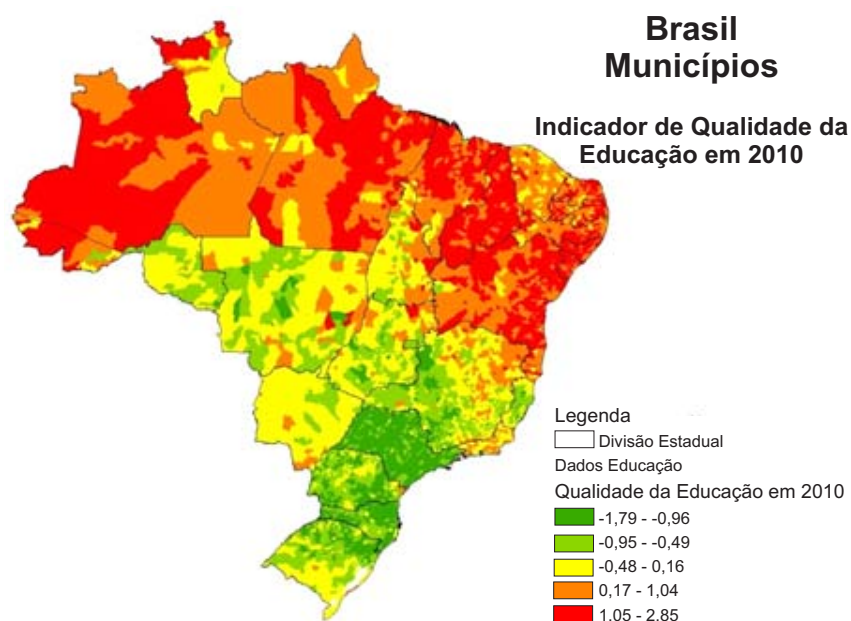 Brasil
Municípios
Indicador de Qualidade da
Educação em 2010
Legenda
Divisão Estadual
Dados Educação
Qualidade da Educação em 2010
-1,79 - -0,96
-0,95 - -0,49
-0,48 - 0,16
0,17 - 1,04
1,05 - 2,85